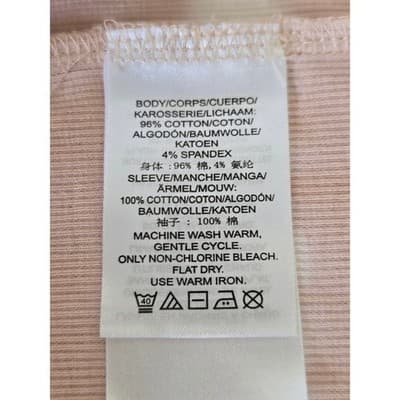 BODY/CORPS/CUERPO/
KAROSSERIE/LICHAAM:
96% COTTON/COTON/
ALGODÓN/BAUMWOLLE/
KATOEN
4% SPANDEX
身体:96% 棉,4% 氨纶
SLEEVE/MANCHE/MANGA/
ÄRMEL/MOUW:
100% COTTON/COTON/ALGODÓN/
BAUMWOLLE/KATOEN
袖子:100% 棉
MACHINE WASH WARM,
GENTLE CYCLE.
ONLY NON-CHLORINE BLEACH.
FLAT DRY.
USE WARM IRON.
40